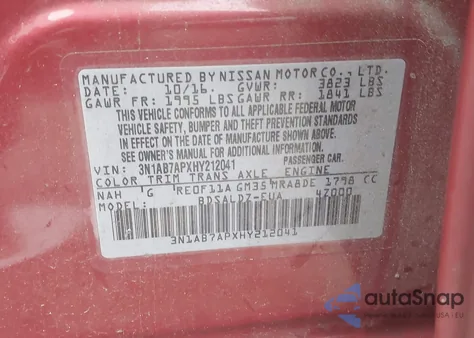 MANUFACTURED BY NISSAN MOTOR CO., LTD.
DATE: 10/16 GVWR: 3823 LBS
GAWR FR: 1995 LBS GAWR RR: 1841 LBS
THIS VEHICLE CONFORMS TO ALL APPLICABLE FEDERAL MOTOR
VEHICLE SAFETY, BUMPER AND THEFT PREVENTION STANDARDS
IN EFFECT ON THE DATE OF MANUFACTURE SHOWN ABOVE.
SEE OWNER'S MANUAL FOR ADDITIONAL INFORMATION.
VIN: 3N1AB7APXHY212041 PASSENGER CAR
COLOR TRIM TRANS AXLE ENGINE
NAH G RE0F11A GM35 MRA8DE 1798 CC
BDSALDZ-EUA 4Z000
3N1AB7APXHY212041
autoSnap